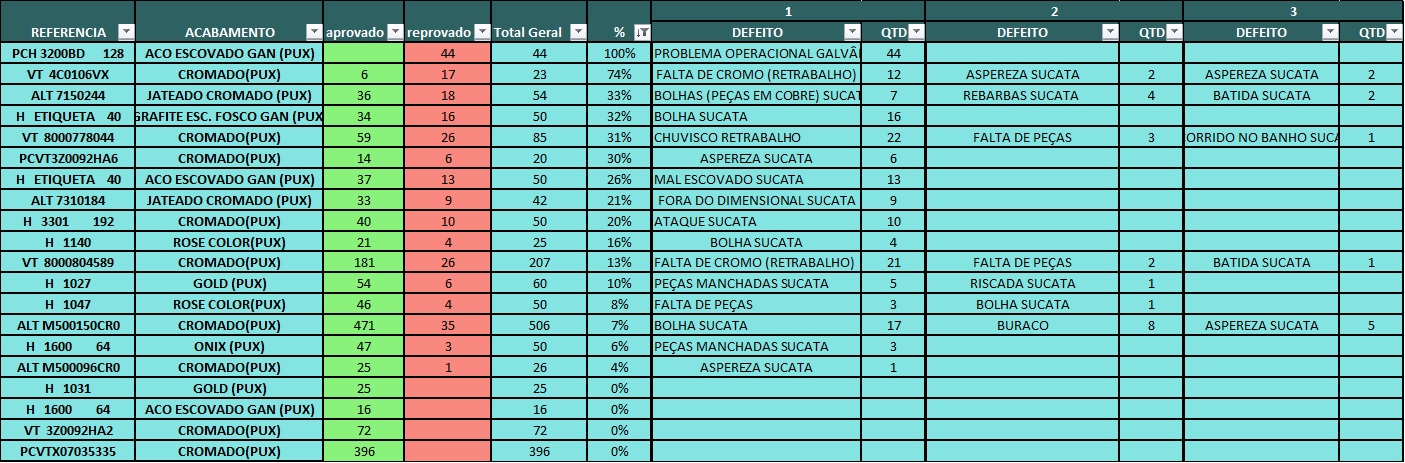 1 2 3
REFERENCIA ACABAMENTO aprovado reprovado Total Geral % DEFEITO QTD DEFEITO QTD DEFEITO QTD
PCH 3200BD 128 ACO ESCOVADO GAN (PUX) 44 44 100% PROBLEMA OPERACIONAL GALVÂ 44
VT 4C0106VX CROMADO(PUX) 6 17 23 74% FALTA DE CROMO (RETRABALHO) 12 ASPEREZA SUCATA 2 ASPEREZA SUCATA 2
ALT 7150244 JATEADO CROMADO (PUX) 36 18 54 33% BOLHAS (PEÇAS EM COBRE) SUCAT 7 REBARBAS SUCATA 4 BATIDA SUCATA 2
H ETIQUETA 40 GRAFITE ESC. FOSCO GAN (PUX 34 16 50 32% BOLHA SUCATA 16
VT 8000778044 CROMADO(PUX) 59 26 85 31% CHUVISCO RETRABALHO 22 FALTA DE PEÇAS 3 ORRIDO NO BANHO SUCA 1
PCVT3Z0092HA6 CROMADO(PUX) 14 6 20 30% ASPEREZA SUCATA 6
H ETIQUETA 40 ACO ESCOVADO GAN (PUX) 37 13 50 26% MAL ESCOVADO SUCATA 13
ALT 7310184 JATEADO CROMADO (PUX) 33 9 42 21% FORA DO DIMENSIONAL SUCATA 9
H 3301 192 CROMADO(PUX) 40 10 50 20% ATAQUE SUCATA 10
H 1140 ROSE COLOR(PUX) 21 4 25 16% BOLHA SUCATA 4
VT 8000804589 CROMADO(PUX) 181 26 207 13% FALTA DE CROMO (RETRABALHO) 21 FALTA DE PEÇAS 2 BATIDA SUCATA 1
H 1027 GOLD (PUX) 54 6 60 10% PEÇAS MANCHADAS SUCATA 5 RISCADA SUCATA 1
H 1047 ROSE COLOR(PUX) 46 4 50 8% FALTA DE PEÇAS 3 BOLHA SUCATA 1
ALT M500150CR0 CROMADO(PUX) 471 35 506 7% BOLHA SUCATA 17 BURACO 8 ASPEREZA SUCATA 5
H 1600 64 ONIX (PUX) 47 3 50 6% PEÇAS MANCHADAS SUCATA 3
ALT M500096CR0 CROMADO(PUX) 25 1 26 4% ASPEREZA SUCATA 1
H 1031 GOLD (PUX) 25 25 0%
H 1600 64 ACO ESCOVADO GAN (PUX) 16 16 0%
VT 3Z0092HA2 CROMADO(PUX) 72 72 0%
PCVTX07035335 CROMADO(PUX) 396 396 0%